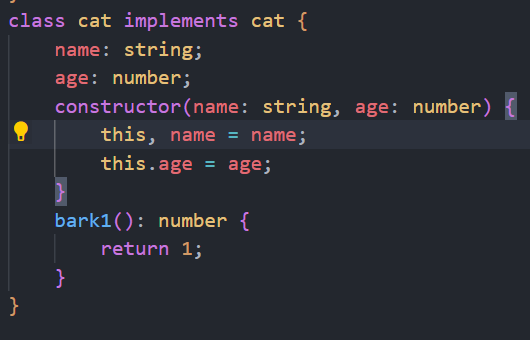 class cat implements cat {
name: string;
age: number;
constructor(name: string, age: number) {
this, name = name;
this.age = age;
}
bark1(): number {
return 1;
}
}